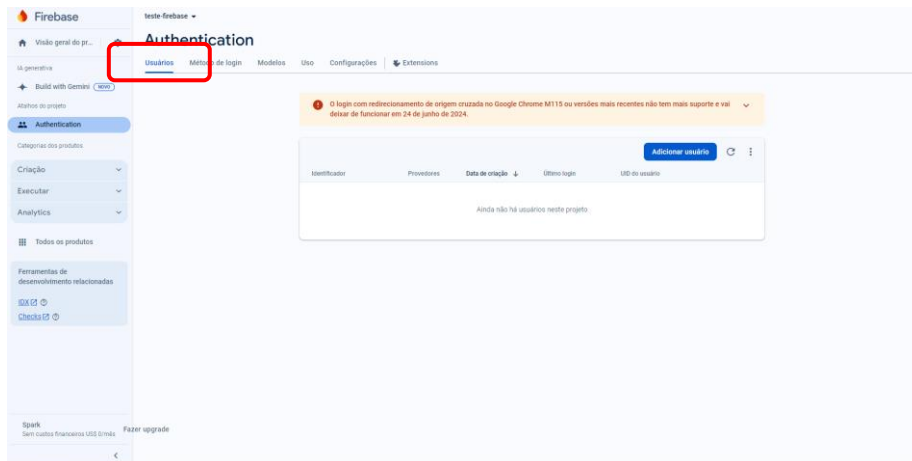 Firebase
teste-firebase
Visão geral do pr...
Authentication
Usuários Método de login Modelos Uso Configurações Extensions
IA generativa
Build with Gemini NOVO
Atalhos do projeto
Authentication
Categorias dos produtos
Criação
Executar
Analytics
Todos os produtos
Ferramentas de
desenvolvimento relacionadas
IDX
Checks
Spark
Sem custos financeiros US$ 0/mês
Fazer upgrade
O login com redirecionamento de origem cruzada no Google Chrome M115 ou versões mais recentes não tem mais suporte e vai
deixar de funcionar em 24 de junho de 2024.
Adicionar usuário
Identificador Provedores Data de criação Último login UID do usuário
Ainda não há usuários neste projeto